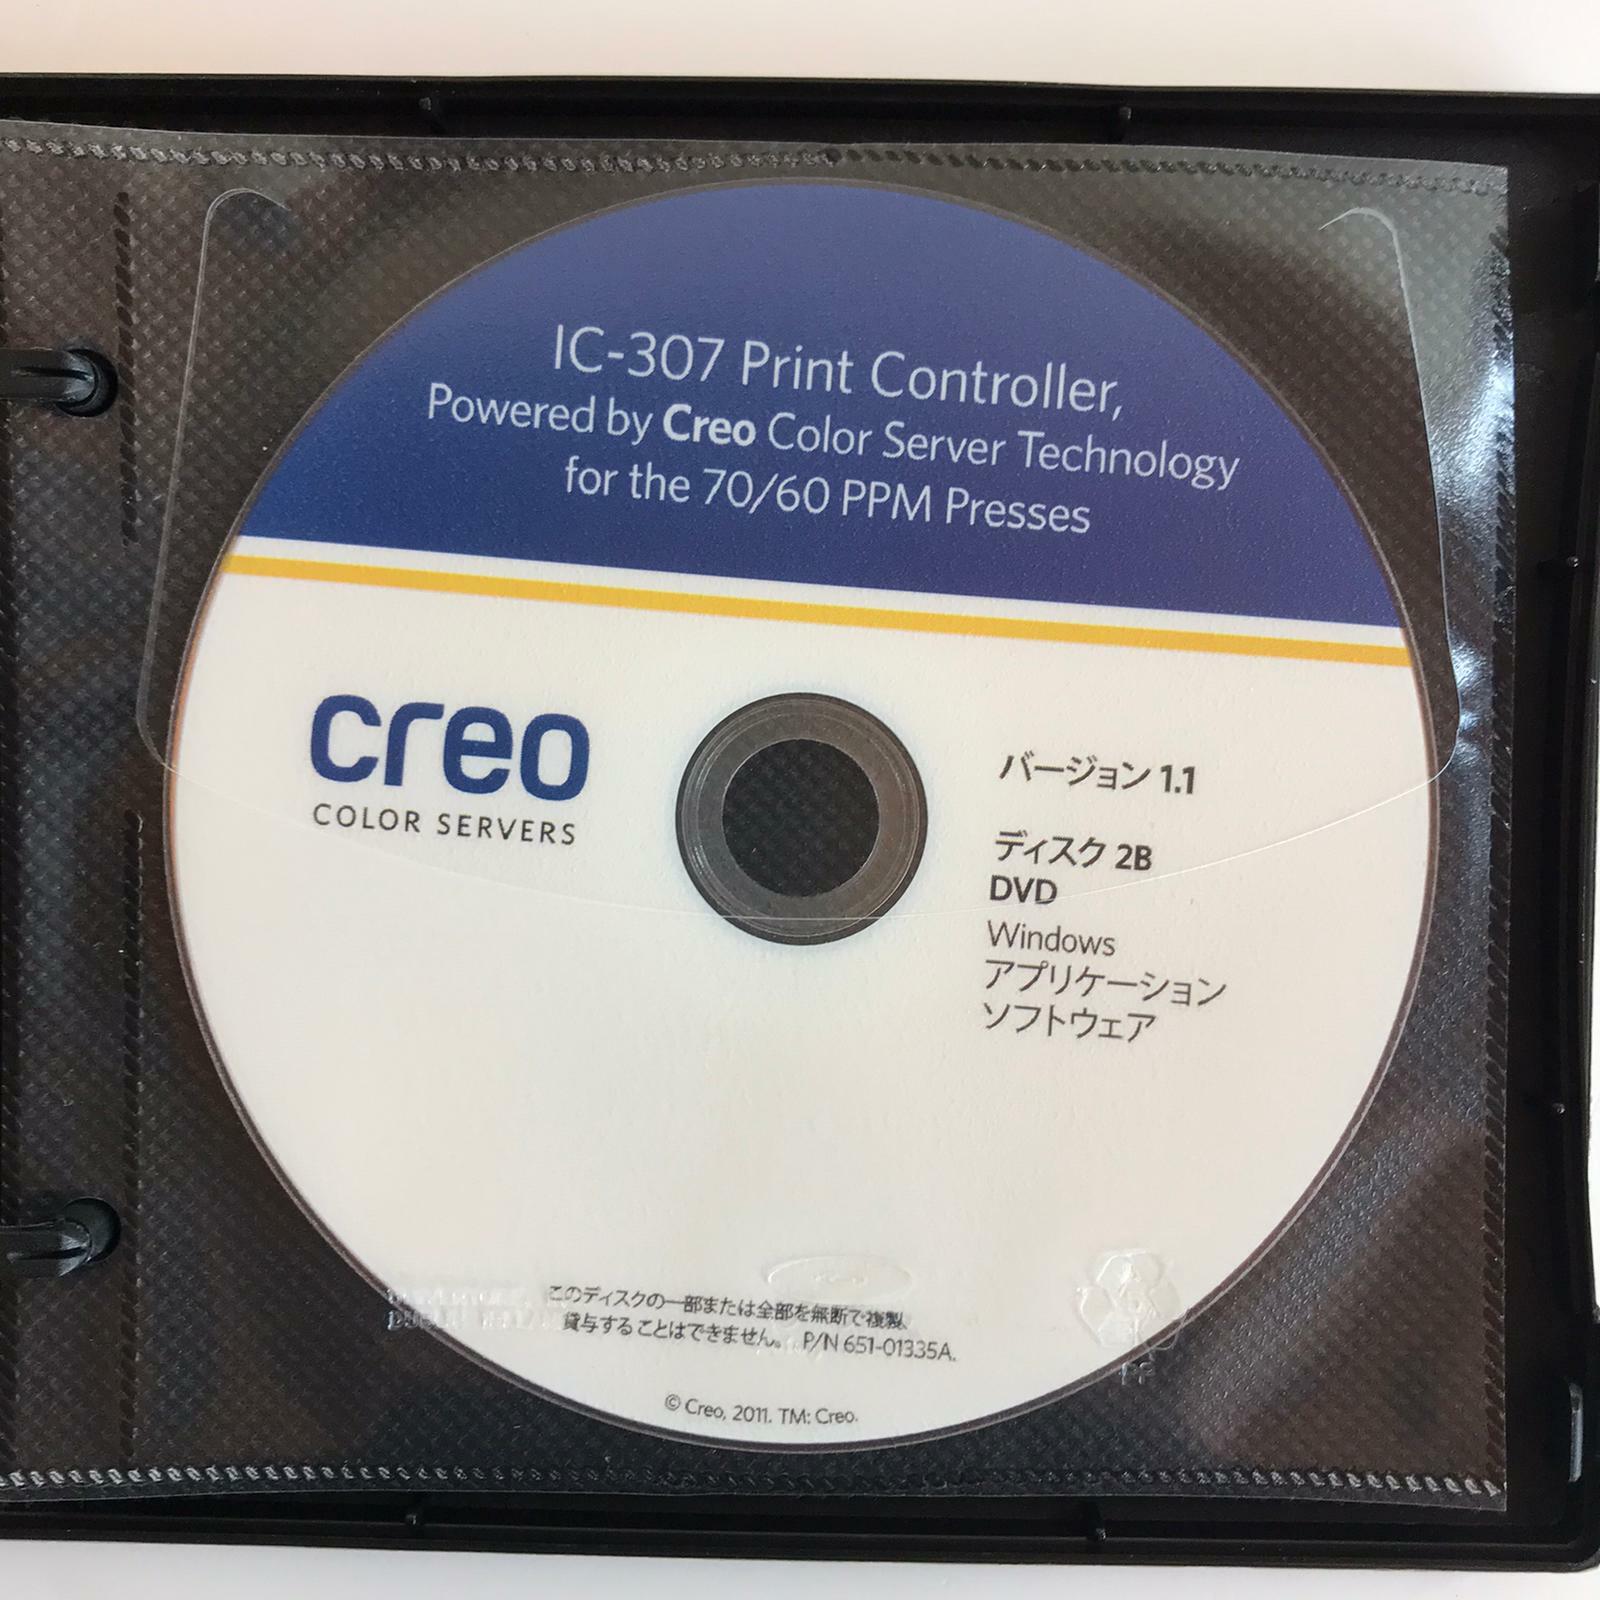 IC-307 Print Controller,
Powered by Creo Color Server Technology
for the 70/60 PPM Presses
creo
COLOR SERVERS
バージョン 1.1
ディスク 2B
DVD
Windows
アプリケーション
ソフトウェア
このディスクの一部または全部を無断で複製、
貸与することはできません。 P/N 651-01335A.
© Creo, 2011. TM: Creo.
PP